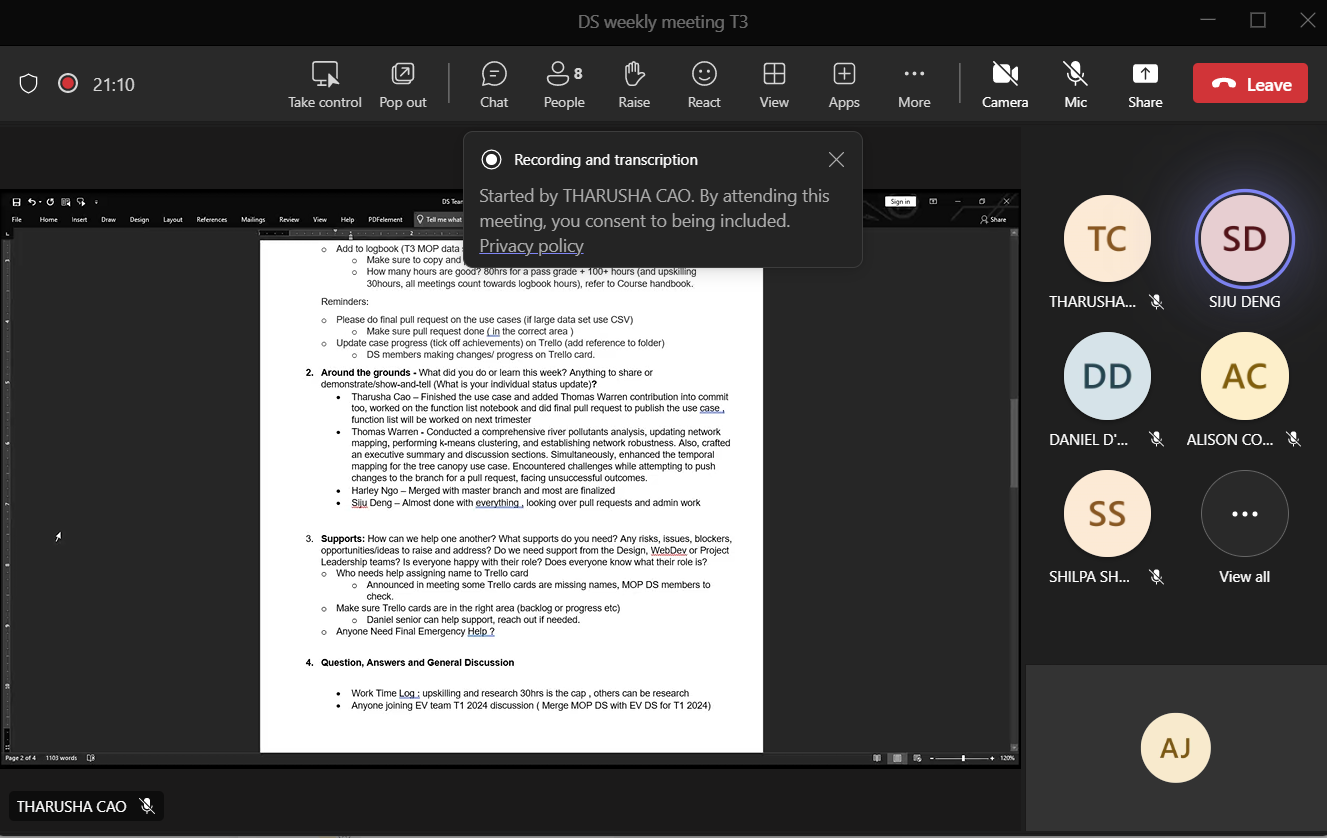 DS weekly meeting T3
21:10
Take control
Pop out
Chat
8
People
Raise
React
View
Apps
More
Camera
Mic
Share
Leave
Recording and transcription
Started by THARUSHA CAO. By attending this
meeting, you consent to being included.
Privacy policy
DS Team
Sign in
File Home Insert Draw Design Layout References Mailings Review View Help PDFelement Tell me what
Share
Add to logbook (T3 MOP data
Make sure to copy and
How many hours are good? 80hrs for a pass grade + 100+ hours (and upskilling
30hours, all meetings count towards logbook hours), refer to Course handbook.
Reminders:
Please do final pull request on the use cases (if large data set use CSV)
Make sure pull request done ( in the correct area )
Update case progress (tick off achievements) on Trello (add reference to folder)
DS members making changes/ progress on Trello card.
2. Around the grounds - What did you do or learn this week? Anything to share or
demonstrate/show-and-tell (What is your individual status update)?
Tharusha Cao – Finished the use case and added Thomas Warren contribution into commit
too, worked on the function list notebook and did final pull request to publish the use case ,
function list will be worked on next trimester
Thomas Warren - Conducted a comprehensive river pollutants analysis, updating network
mapping, performing k-means clustering, and establishing network robustness. Also, crafted
an executive summary and discussion sections. Simultaneously, enhanced the temporal
mapping for the tree canopy use case. Encountered challenges while attempting to push
changes to the branch for a pull request, facing unsuccessful outcomes.
Harley Ngo – Merged with master branch and most are finalized
Siju Deng – Almost done with everything , looking over pull requests and admin work
3. Supports: How can we help one another? What supports do you need? Any risks, issues, blockers,
opportunities/ideas to raise and address? Do we need support from the Design, WebDev or Project
Leadership teams? Is everyone happy with their role? Does everyone know what their role is?
Who needs help assigning name to Trello card
Announced in meeting some Trello cards are missing names, MOP DS members to
check.
Make sure Trello cards are in the right area (backlog or progress etc)
Daniel senior can help support, reach out if needed.
Anyone Need Final Emergency Help ?
4. Question, Answers and General Discussion
Work Time Log : upskilling and research 30hrs is the cap , others can be research
Anyone joining EV team T1 2024 discussion ( Merge MOP DS with EV DS for T1 2024)
Page 2 of 4 1103 words
120%
THARUSHA CAO
TC
SD
THARUSHA...
SIJU DENG
DD
AC
DANIEL D'...
ALISON CO...
SS
...
SHILPA SH...
View all
AJ